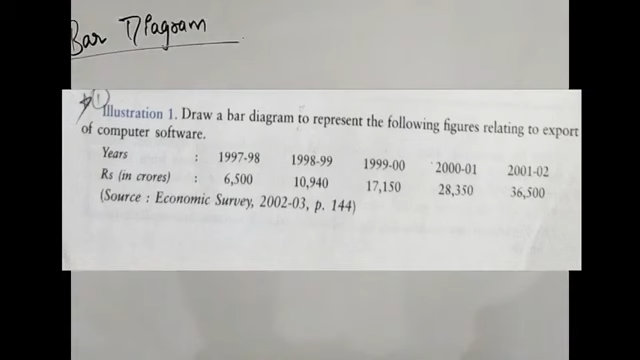 Bar Diagram
①
Illustration 1. Draw a bar diagram to represent the following figures relating to export
of computer software.
Years : 1997-98 1998-99 1999-00 2000-01 2001-02
Rs (in crores) : 6,500 10,940 17,150 28,350 36,500
(Source : Economic Survey, 2002-03, p. 144)